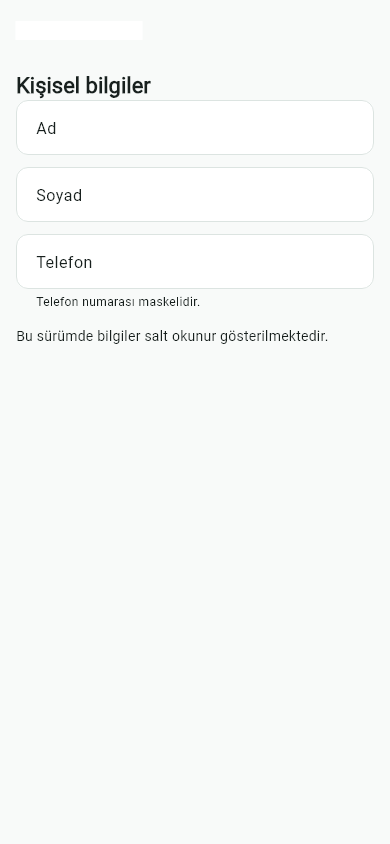 Kişisel bilgiler
Ad
Soyad
Telefon
Telefon numarası maskelidir.
Bu sürümde bilgiler salt okunur gösterilmektedir.